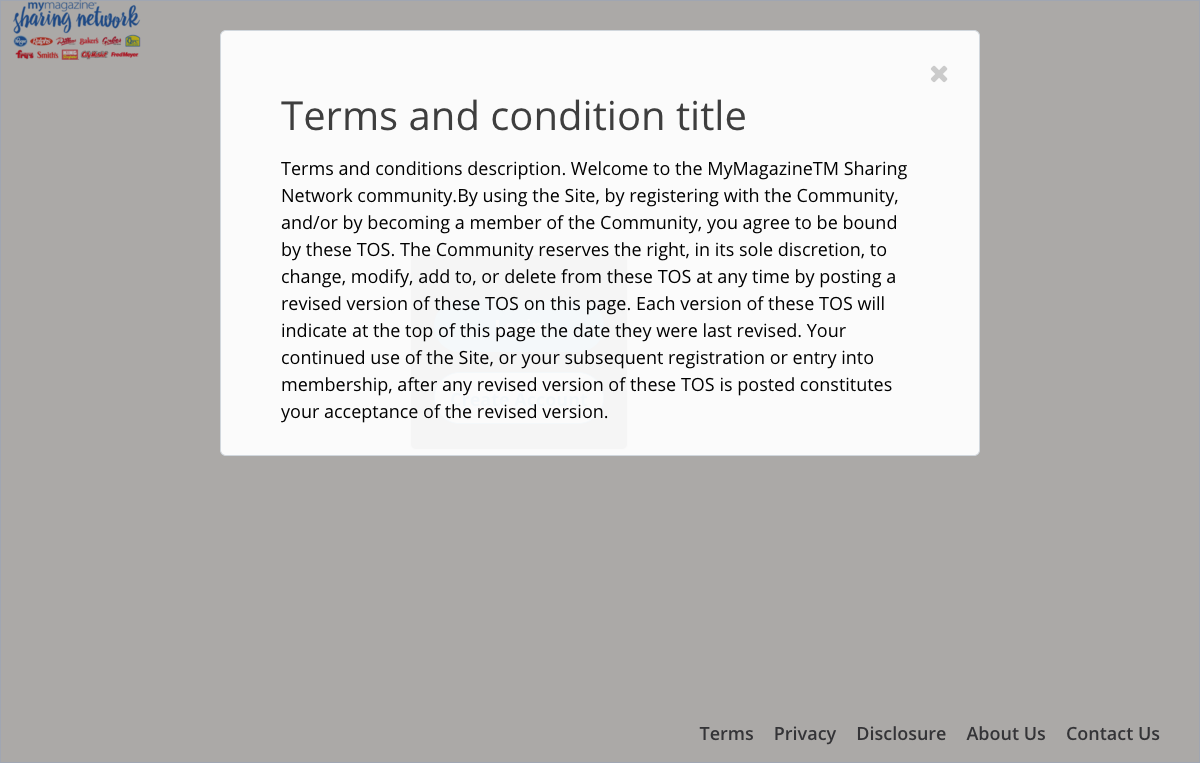 mymagazine
sharing network
Baker's
Fry's Smith's FredMeyer
Terms and condition title
Terms and conditions description. Welcome to the MyMagazineTM Sharing
Network community.By using the Site, by registering with the Community,
and/or by becoming a member of the Community, you agree to be bound
by these TOS. The Community reserves the right, in its sole discretion, to
change, modify, add to, or delete from these TOS at any time by posting a
revised version of these TOS on this page. Each version of these TOS will
indicate at the top of this page the date they were last revised. Your
continued use of the Site, or your subsequent registration or entry into
membership, after any revised version of these TOS is posted constitutes
your acceptance of the revised version.
Terms Privacy Disclosure About Us Contact Us